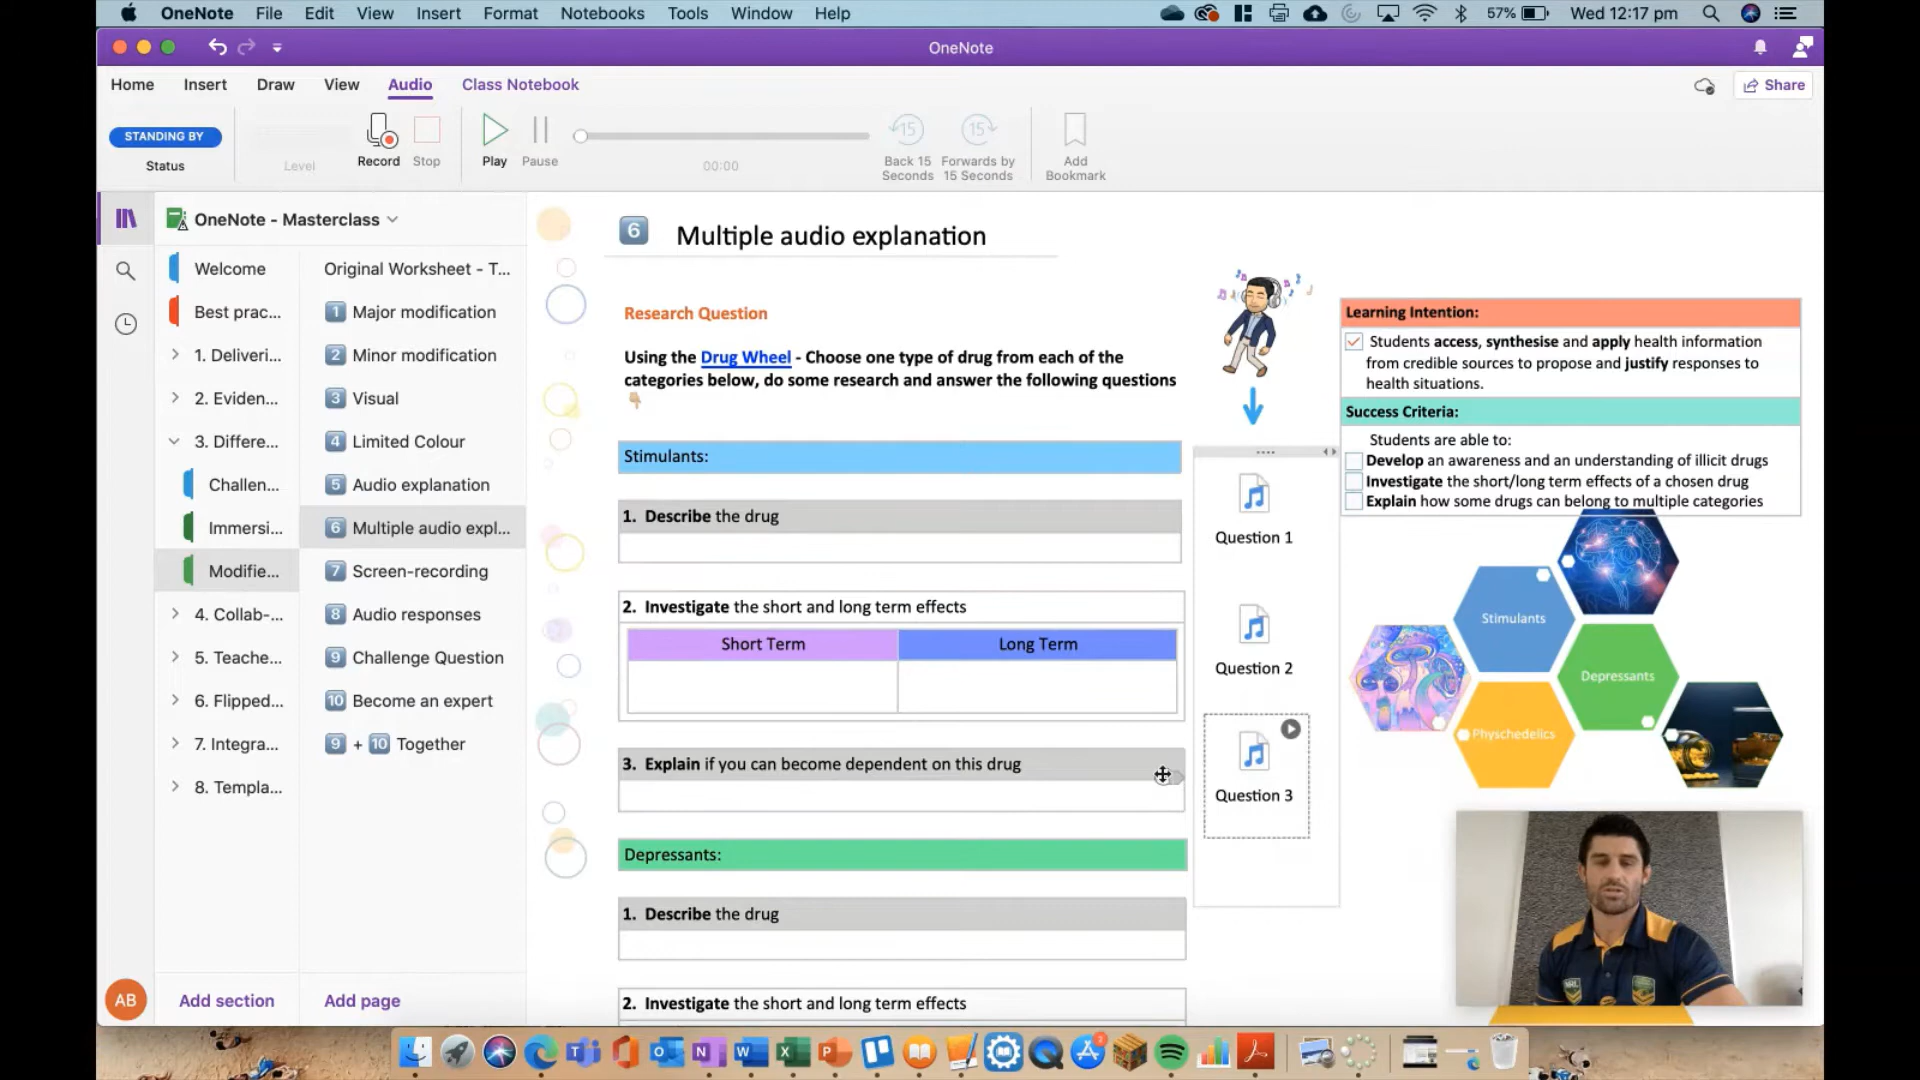 OneNote File Edit View Insert Format Notebooks Tools Window Help
57% Wed 12:17 pm
OneNote
Home Insert Draw View Audio Class Notebook
Share
STANDING BY
Status
Level
Record
Stop
Play
Pause
00:00
15
Back 15 Seconds
15
Forwards by 15 Seconds
Add Bookmark
OneNote - Masterclass
Welcome
Best prac...
1. Deliveri...
2. Eviden...
3. Differe...
Challen...
Immersi...
Modifie...
4. Collab-...
5. Teache...
6. Flipped...
7. Integra...
8. Templa...
Original Worksheet - T...
1 Major modification
2 Minor modification
3 Visual
4 Limited Colour
5 Audio explanation
6 Multiple audio expl...
7 Screen-recording
8 Audio responses
9 Challenge Question
10 Become an expert
9 + 10 Together
AB
Add section
Add page
6 Multiple audio explanation
Research Question
Using the Drug Wheel - Choose one type of drug from each of the
categories below, do some research and answer the following questions
Stimulants:
1. Describe the drug
2. Investigate the short and long term effects
Short Term Long Term
3. Explain if you can become dependent on this drug
Depressants:
1. Describe the drug
2. Investigate the short and long term effects
Question 1
Question 2
Question 3
Learning Intention:
Students access, synthesise and apply health information
from credible sources to propose and justify responses to
health situations.
Success Criteria:
Students are able to:
Develop an awareness and an understanding of illicit drugs
Investigate the short/long term effects of a chosen drug
Explain how some drugs can belong to multiple categories
Stimulants
Depressants
Physchedelics